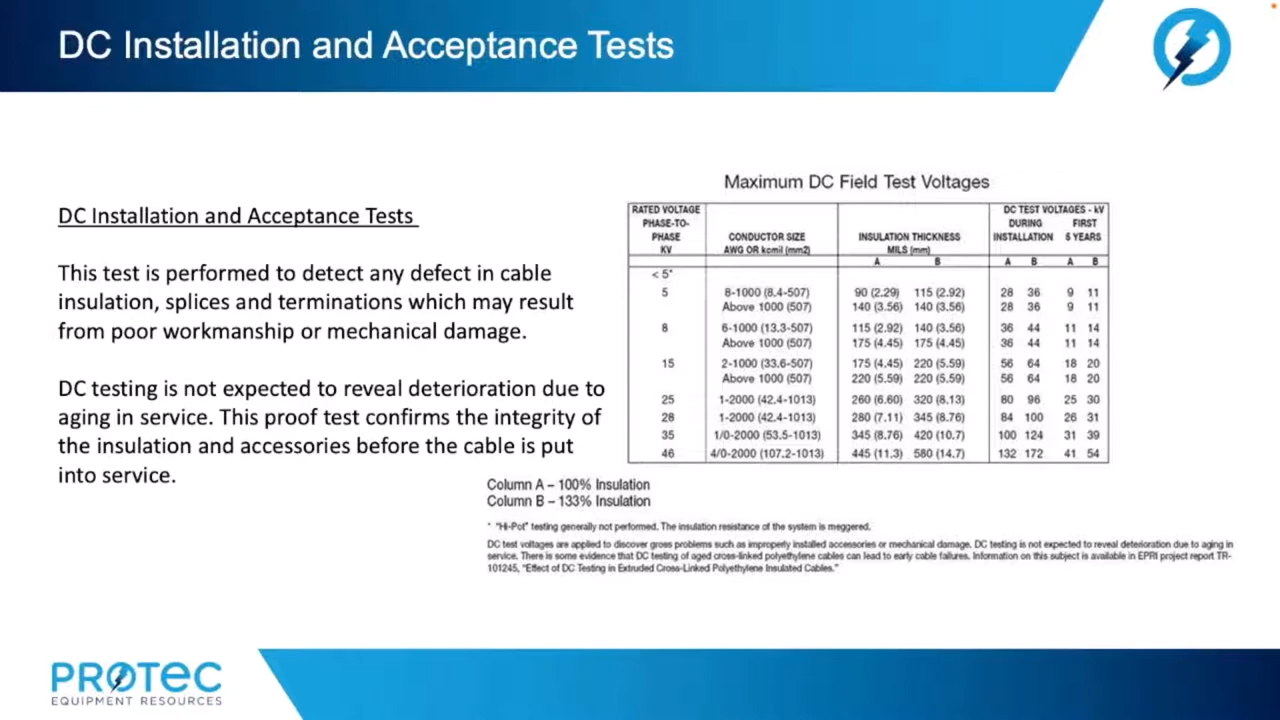 DC Installation and Acceptance Tests
DC Installation and Acceptance Tests
This test is performed to detect any defect in cable
insulation, splices and terminations which may result
from poor workmanship or mechanical damage.
DC testing is not expected to reveal deterioration due to
aging in service. This proof test confirms the integrity of
the insulation and accessories before the cable is put
into service.
Maximum DC Field Test Voltages
RATED VOLTAGE DC TEST VOLTAGES - kV
PHASE-TO- DURING FIRST
PHASE CONDUCTOR SIZE INSULATION THICKNESS INSTALLATION 5 YEARS
KV AWG OR kcmil (mm2) MILS (mm)
A B A B A B
< 5*
5 8-1000 (8.4-507) 90 (2.29) 115 (2.92) 28 36 9 11
Above 1000 (507) 140 (3.56) 140 (3.56) 28 36 9 11
8 6-1000 (13.3-507) 115 (2.92) 140 (3.56) 36 44 11 14
Above 1000 (507) 175 (4.45) 175 (4.45) 36 44 11 14
15 2-1000 (33.6-507) 175 (4.45) 220 (5.59) 56 64 18 20
Above 1000 (507) 220 (5.59) 220 (5.59) 56 64 18 20
25 1-2000 (42.4-1013) 260 (6.60) 320 (8.13) 80 96 25 30
28 1-2000 (42.4-1013) 280 (7.11) 345 (8.76) 84 100 26 31
35 1/0-2000 (53.5-1013) 345 (8.76) 420 (10.7) 100 124 31 39
46 4/0-2000 (107.2-1013) 445 (11.3) 580 (14.7) 132 172 41 54
Column A – 100% Insulation
Column B – 133% Insulation
* "Hi-Pot" testing generally not performed. The insulation resistance of the system is meggered.
DC test voltages are applied to discover gross problems such as improperly installed accessories or mechanical damage. DC testing is not expected to reveal deterioration due to aging in
service. There is some evidence that DC testing of aged cross-linked polyethylene cables can lead to early cable failures. Information on this subject is available in EPRI project report TR-
101245, "Effect of DC Testing in Extruded Cross-Linked Polyethylene Insulated Cables."
PROTEC
EQUIPMENT RESOURCES